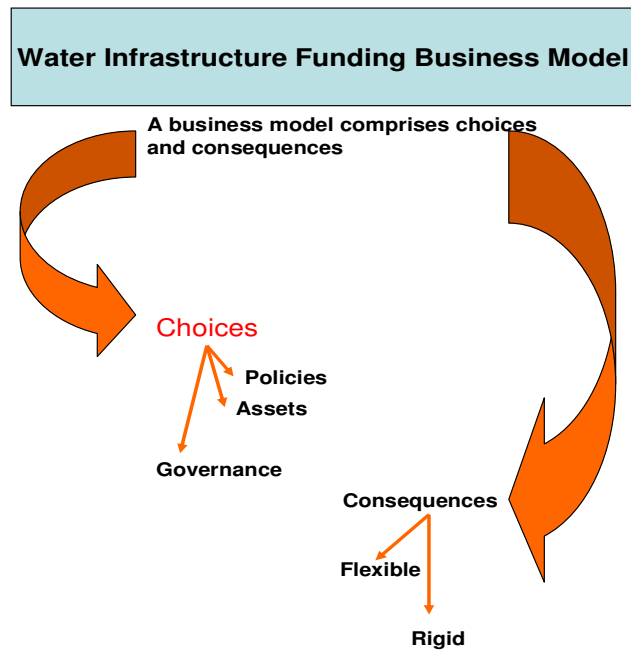 Water Infrastructure Funding Business Model
A business model comprises choices
and consequences
Choices
Policies
Assets
Governance
Consequences
Flexible
Rigid